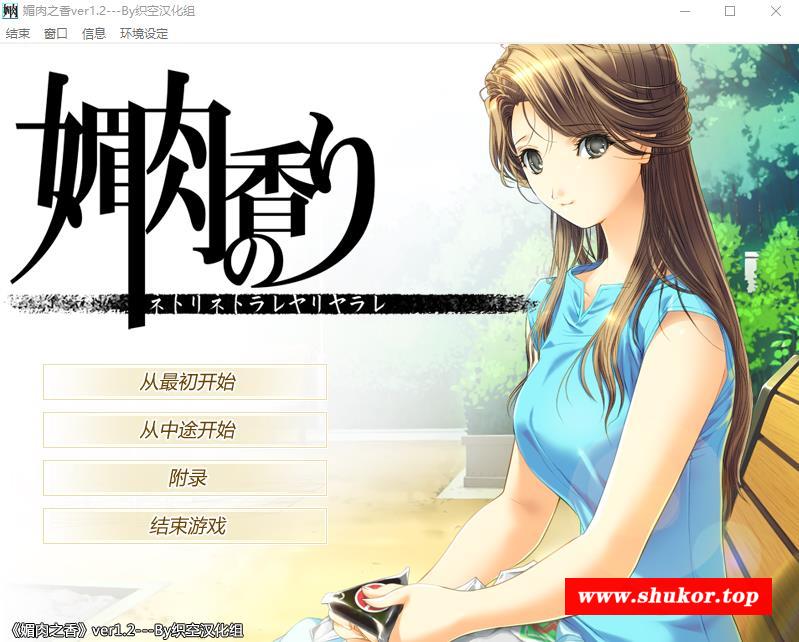 媚肉之香ver1.2---By织空汉化组
结束 窗口 信息 环境设定
媚肉の香り
ネトリネトラレヤリヤラレ
从最初开始
从中途开始
附录
结束游戏
www.shukor.top
《媚肉之香》ver1.2---By织空汉化组